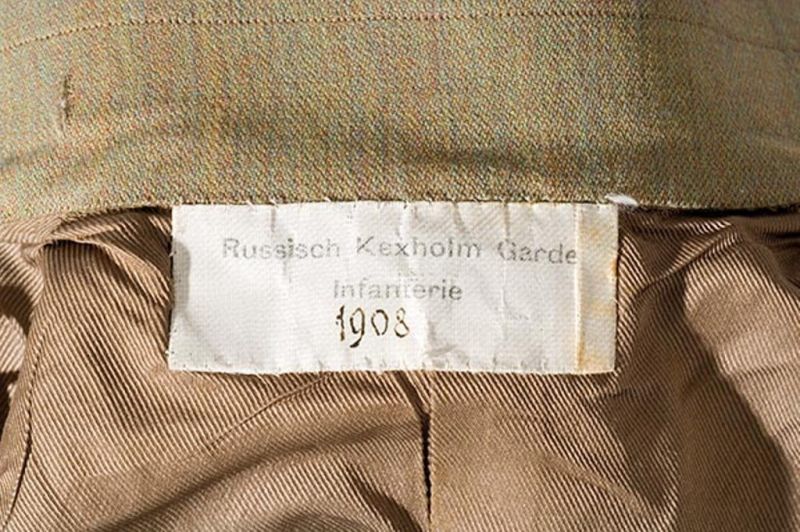 Russisch Kexholm Garde
Infanterie
1908